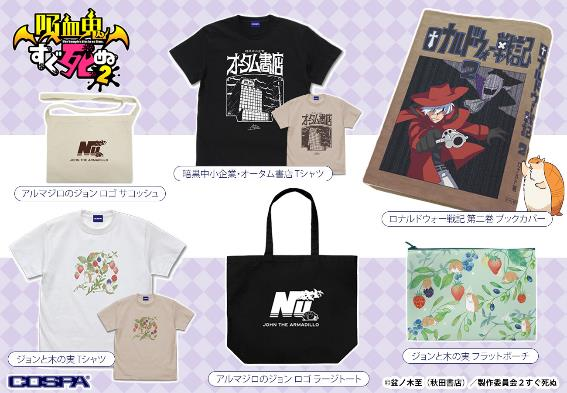 吸血鬼
すぐ死ぬ
2
NU
JOHN THE ARMADILLO
アルマジロのジョン ロゴ サコッシュ
オータム書店
暗黒中小企業・オータム書店 Tシャツ
ロナルドウォー戦記
ロナルドウォー戦記 第二巻 ブックカバー
ジョンと木の実 Tシャツ
NU
JOHN THE ARMADILLO
アルマジロのジョン ロゴ ラージトート
ジョンと木の実 フラットポーチ
COSPA
©盆ノ木至（秋田書店）／製作委員会２すぐ死ぬ